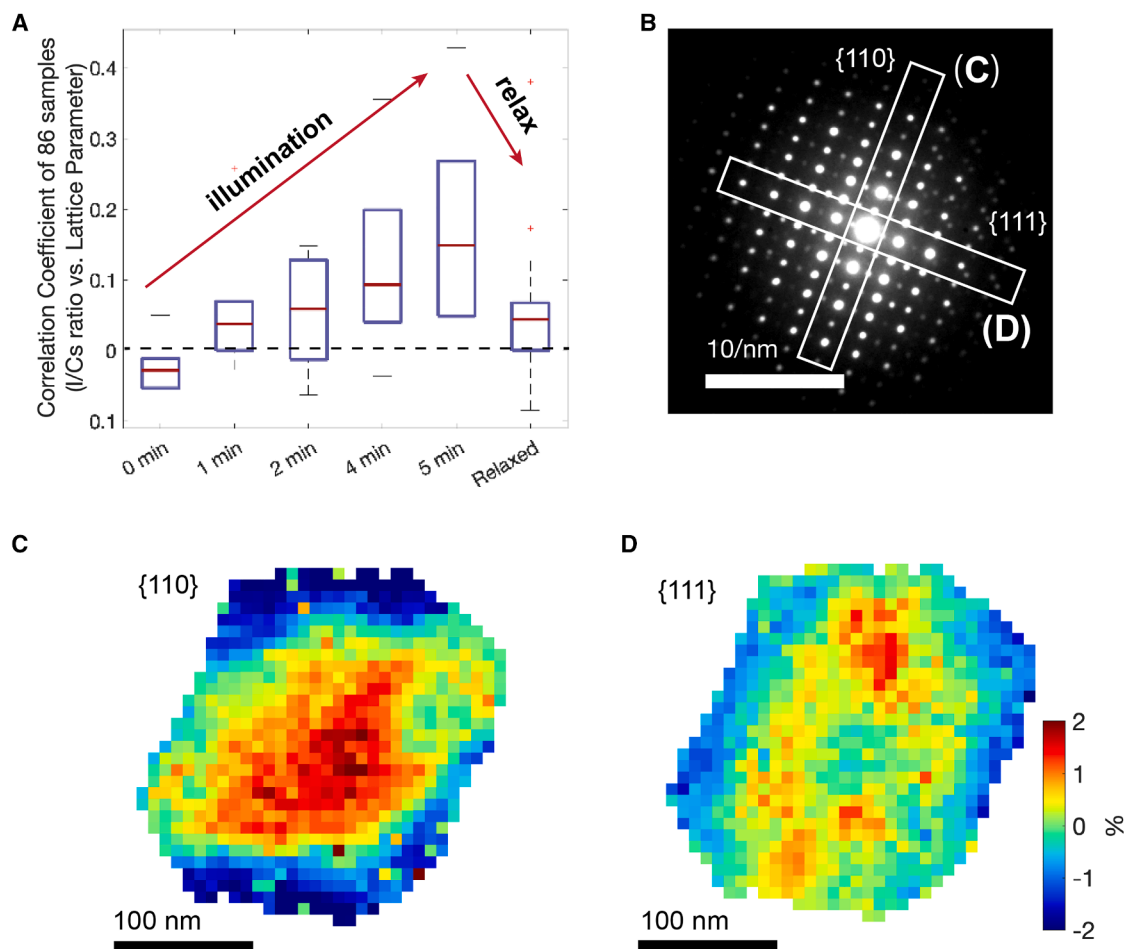 A
Correlation Coefficient of 86 samples
(I/Cs ratio vs. Lattice Parameter)
0.4
0.3
0.2
0.1
0
0.1
illumination
relax
0 min
1 min
2 min
4 min
5 min
Relaxed
B
{110}
(C)
{111}
(D)
10/nm
C
{110}
100 nm
D
{111}
100 nm
2
1
0
-1
-2
%